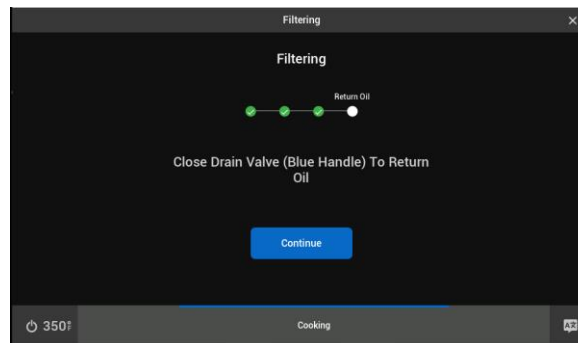 Filtering
Filtering
Return Oil
Close Drain Valve (Blue Handle) To Return
Oil
Continue
350°
Cooking